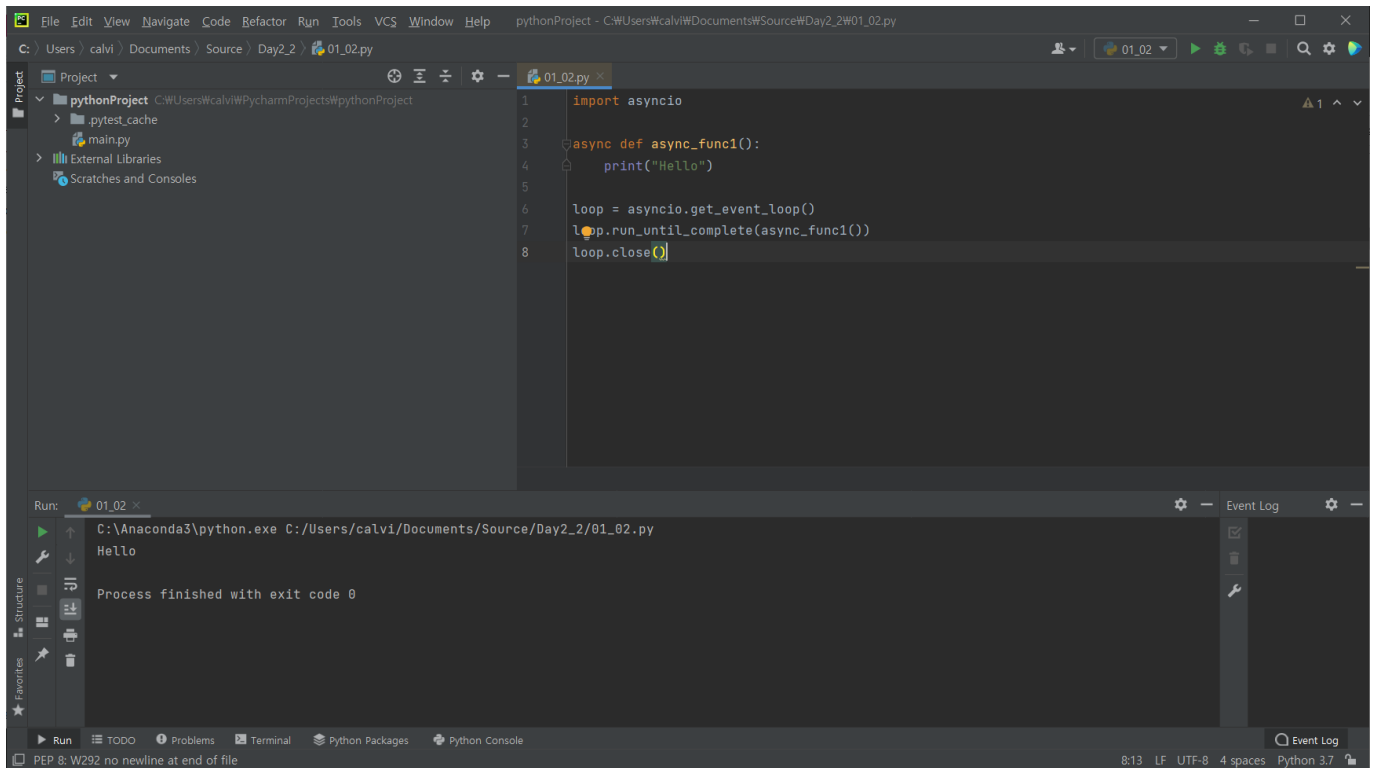 PC File Edit View Navigate Code Refactor Run Tools VCS Window Help pythonProject - C:₩Users₩calvi₩Documents₩Source₩Day2_2₩01_02.py
C: Users calvi Documents Source Day2_2 01_02.py 01_02
Project
Project
01_02.py
pythonProject C:₩Users₩calvi₩PycharmProjects₩pythonProject
.pytest_cache
main.py
External Libraries
Scratches and Consoles
1 import asyncio
1
2
3 async def async_func1():
4     print("Hello")
5
6 loop = asyncio.get_event_loop()
7 loop.run_until_complete(async_func1())
8 loop.close()
Run: 01_02
Event Log
C:\Anaconda3\python.exe C:/Users/calvi/Documents/Source/Day2_2/01_02.py
Hello
Process finished with exit code 0
Structure
Favorites
Run TODO Problems Terminal Python Packages Python Console Event Log
PEP 8: W292 no newline at end of file 8:13 LF UTF-8 4 spaces Python 3.7